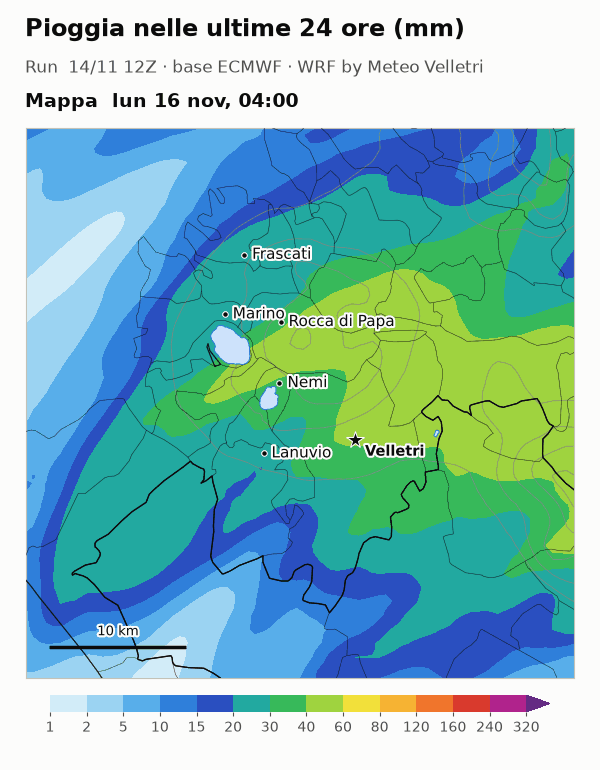 Pioggia nelle ultime 24 ore (mm)
Run  14/11 12Z · base ECMWF · WRF by Meteo Velletri
Mappa  lun 16 nov, 04:00
Frascati
Marino
Rocca di Papa
Nemi
Velletri
Lanuvio
10 km
1 2 5 10 15 20 30 40 60 80 120 160 240 320